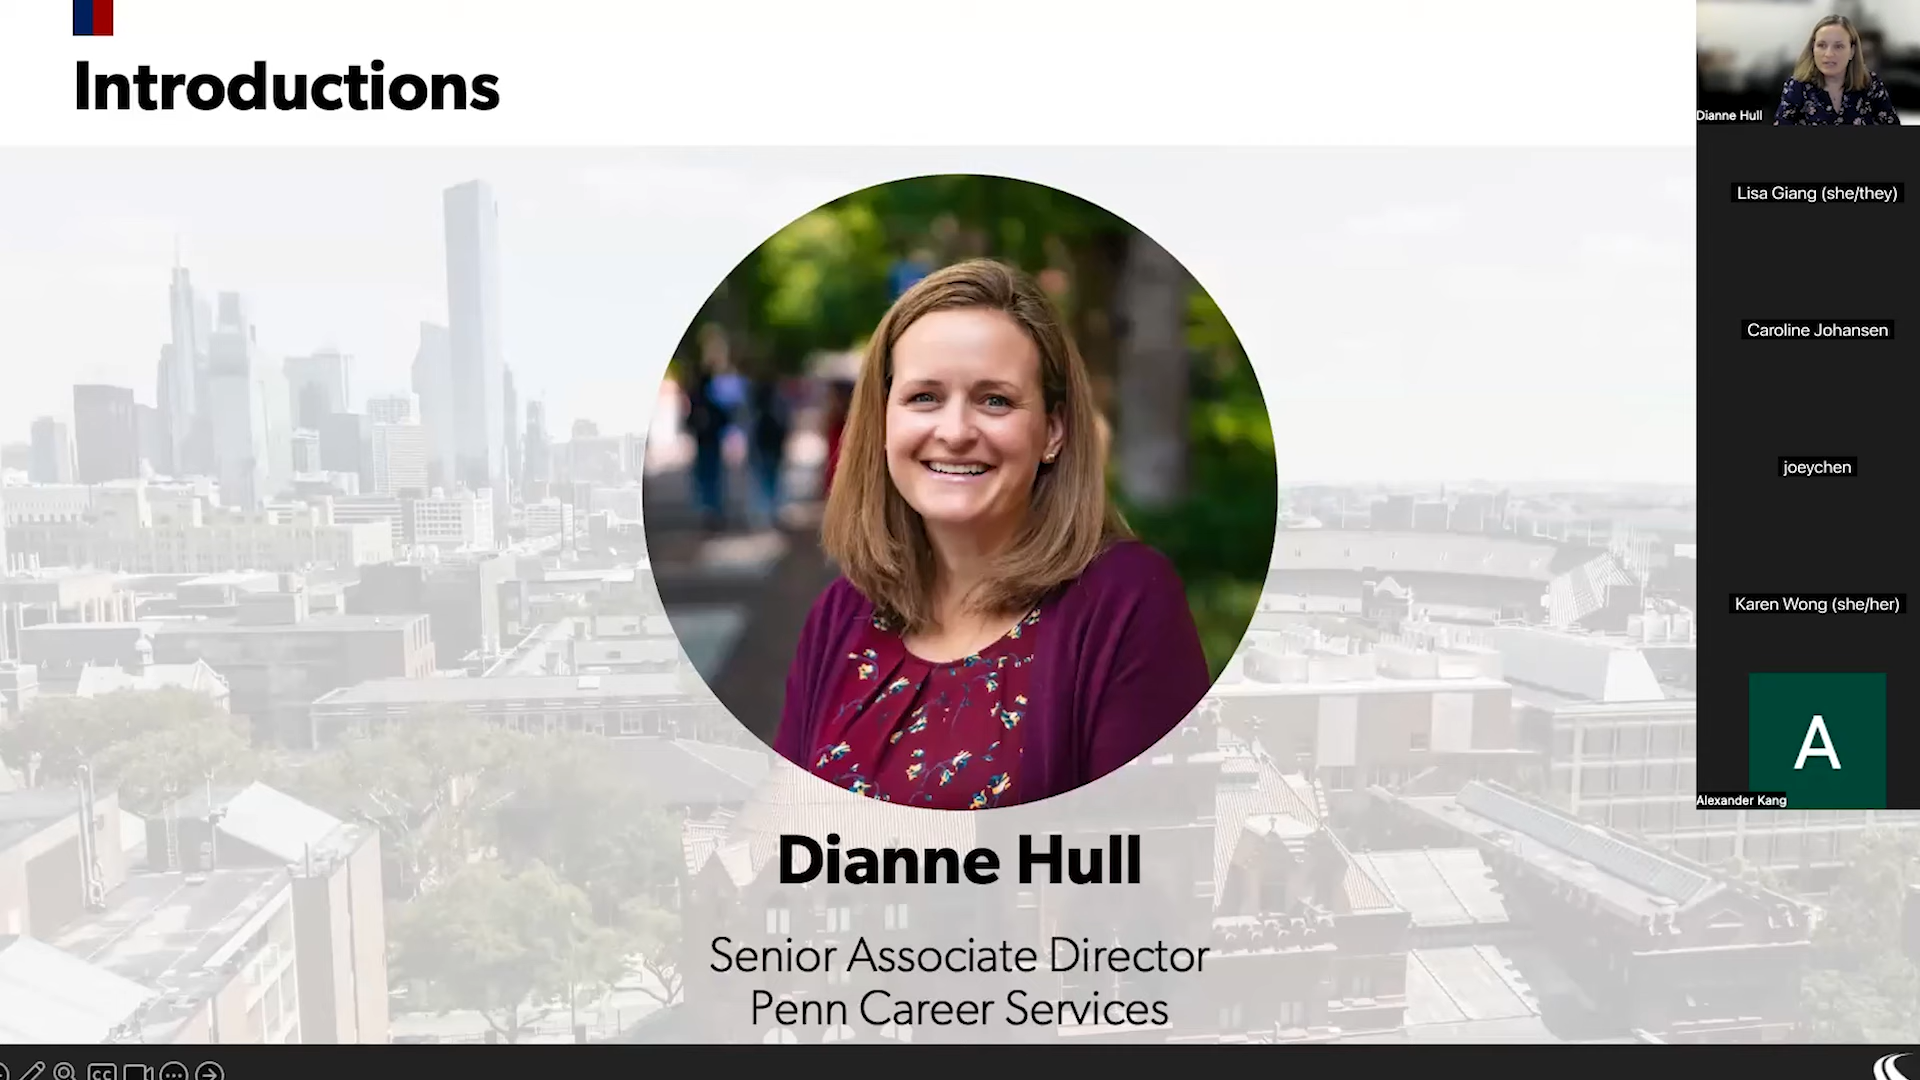 Introductions
Dianne Hull
Lisa Giang (she/they)
Caroline Johansen
joeychen
Karen Wong (she/her)
A
Alexander Kang
Dianne Hull
Senior Associate Director
Penn Career Services
CC